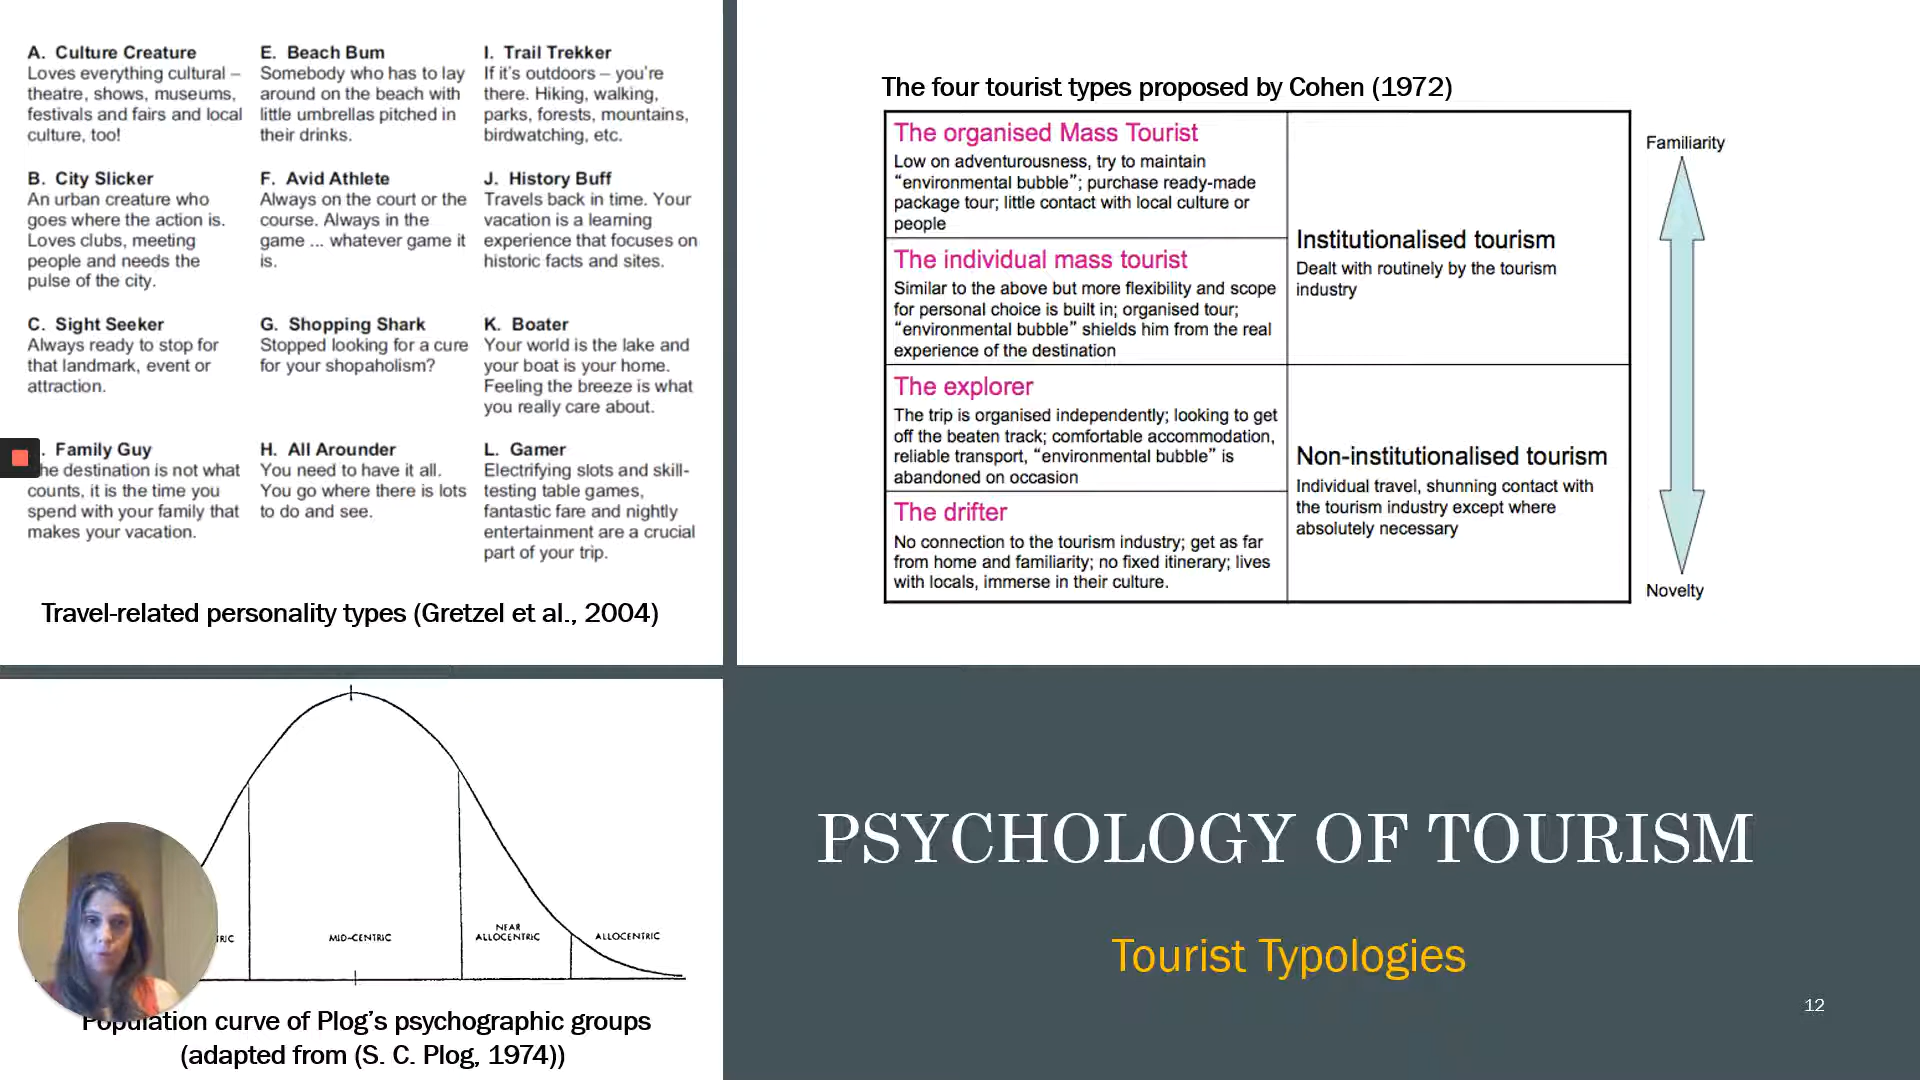 A. Culture Creature
Loves everything cultural –
theatre, shows, museums,
festivals and fairs and local
culture, too!
B. City Slicker
An urban creature who
goes where the action is.
Loves clubs, meeting
people and needs the
pulse of the city.
C. Sight Seeker
Always ready to stop for
that landmark, event or
attraction.
. Family Guy
he destination is not what
counts, it is the time you
spend with your family that
makes your vacation.
E. Beach Bum
Somebody who has to lay
around on the beach with
little umbrellas pitched in
their drinks.
F. Avid Athlete
Always on the court or the
course. Always in the
game ... whatever game it
is.
G. Shopping Shark
Stopped looking for a cure
for your shopaholism?
H. All Arounder
You need to have it all.
You go where there is lots
to do and see.
I. Trail Trekker
If it's outdoors – you're
there. Hiking, walking,
parks, forests, mountains,
birdwatching, etc.
J. History Buff
Travels back in time. Your
vacation is a learning
experience that focuses on
historic facts and sites.
K. Boater
Your world is the lake and
your boat is your home.
Feeling the breeze is what
you really care about.
L. Gamer
Electrifying slots and skill-
testing table games,
fantastic fare and nightly
entertainment are a crucial
part of your trip.
Travel-related personality types (Gretzel et al., 2004)
The four tourist types proposed by Cohen (1972)
The organised Mass Tourist
Low on adventurousness, try to maintain
“environmental bubble”; purchase ready-made
package tour; little contact with local culture or
people
The individual mass tourist
Similar to the above but more flexibility and scope
for personal choice is built in; organised tour;
“environmental bubble” shields him from the real
experience of the destination
Institutionalised tourism
Dealt with routinely by the tourism
industry
The explorer
The trip is organised independently; looking to get
off the beaten track; comfortable accommodation,
reliable transport, “environmental bubble” is
abandoned on occasion
The drifter
No connection to the tourism industry; get as far
from home and familiarity; no fixed itinerary; lives
with locals, immerse in their culture.
Non-institutionalised tourism
Individual travel, shunning contact with
the tourism industry except where
absolutely necessary
Familiarity
Novelty
TRIC
MID-CENTRIC
NEAR
ALLOCENTRIC
ALLOCENTRIC
Population curve of Plog’s psychographic groups
(adapted from (S. C. Plog, 1974))
PSYCHOLOGY OF TOURISM
Tourist Typologies
12